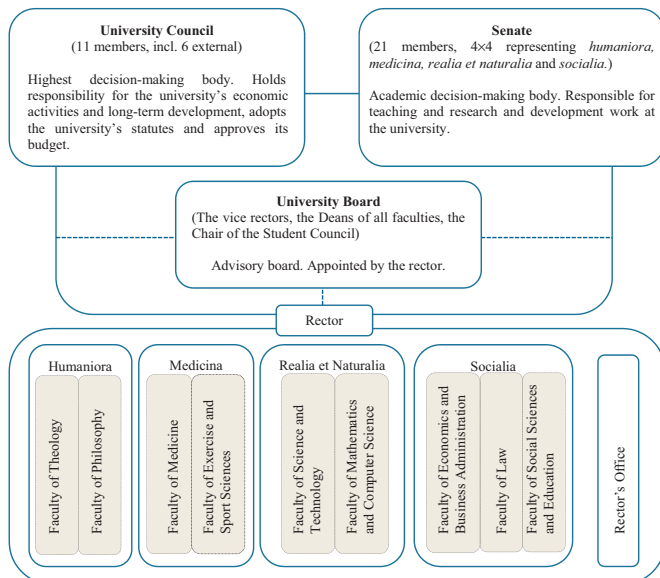 University Council
(11 members, incl. 6 external)
Highest decision-making body. Holds
responsibility for the university's economic
activities and long-term development, adopts
the university's statutes and approves its
budget.
Senate
(21 members, 4×4 representing humaniora,
medicina, realia et naturalia and socialia.)
Academic decision-making body. Responsible for
teaching and research and development work at
the university.
University Board
(The vice rectors, the Deans of all faculties, the
Chair of the Student Council)
Advisory board. Appointed by the rector.
Rector
Humaniora
Faculty of Theology
Faculty of Philosophy
Medicina
Faculty of Medicine
Faculty of Exercise and
Sport Sciences
Realia et Naturalia
Faculty of Science and
Technology
Faculty of Mathematics
and Computer Science
Socialia
Faculty of Economics and
Business Administration
Faculty of Law
Faculty of Social Sciences
and Education
Rector's Office